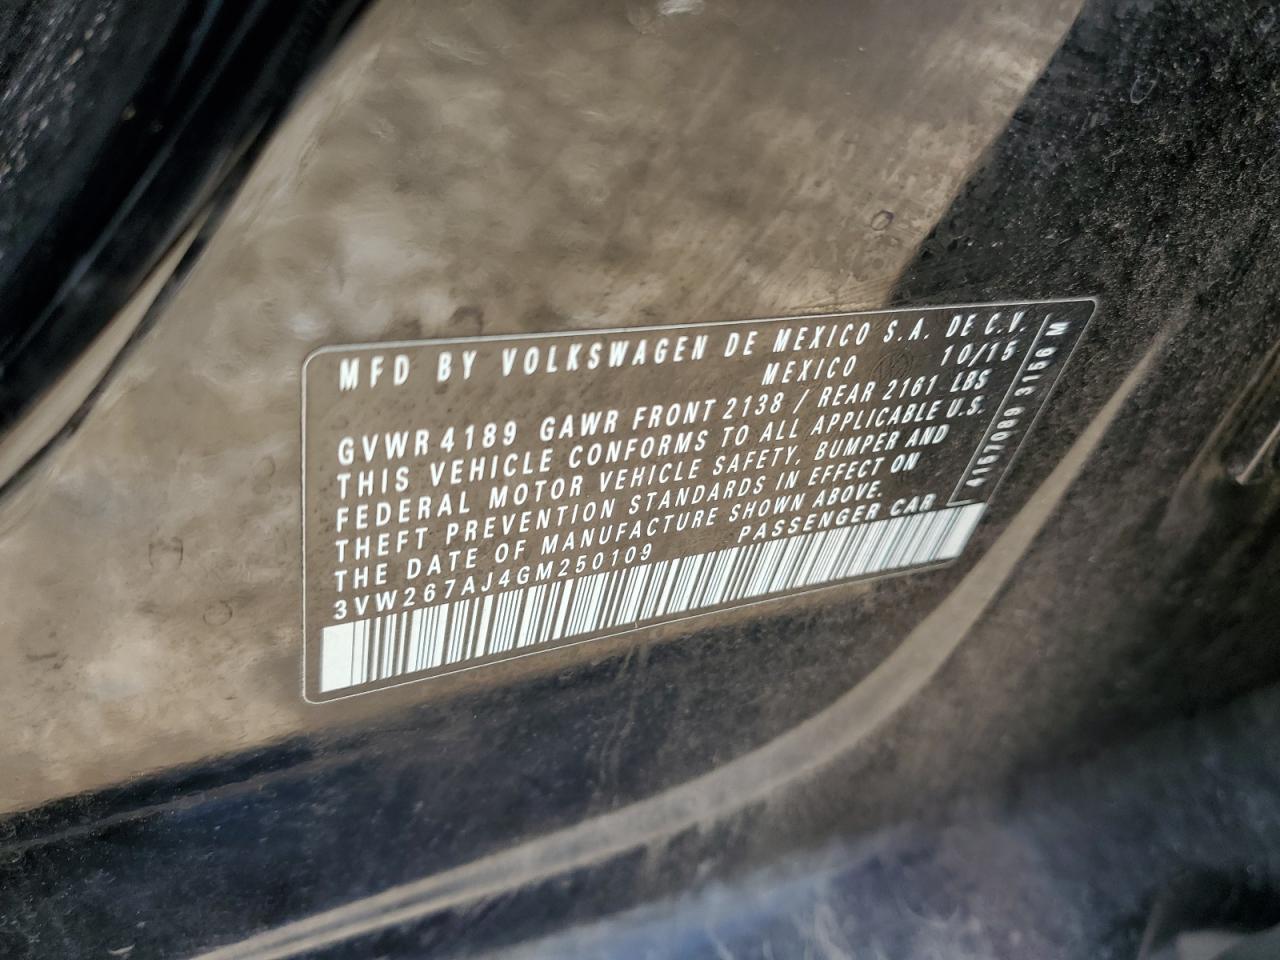 MFD BY VOLKSWAGEN DE MEXICO S.A. DE C.V.
MEXICO 10/15
GVWR 4189 GAWR FRONT 2138 / REAR 2161 LBS
THIS VEHICLE CONFORMS TO ALL APPLICABLE U.S.
FEDERAL MOTOR VEHICLE SAFETY, BUMPER AND
THEFT PREVENTION STANDARDS IN EFFECT ON
THE DATE OF MANUFACTURE SHOWN ABOVE.
3VW267AJ4GM250109 PASSENGER CAR
3156 M